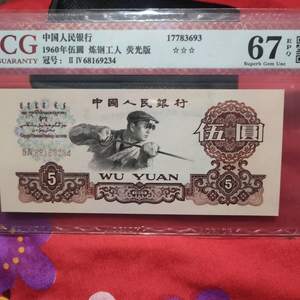 CG
GUARANTY
中国人民银行
1960年伍圆 炼钢工人 荧光版
冠号: II IV 68169234
17783693
☆☆☆
67
EPQ
Superb Gem Unc
中国人民银行
伍圓
5
WU YUAN
5